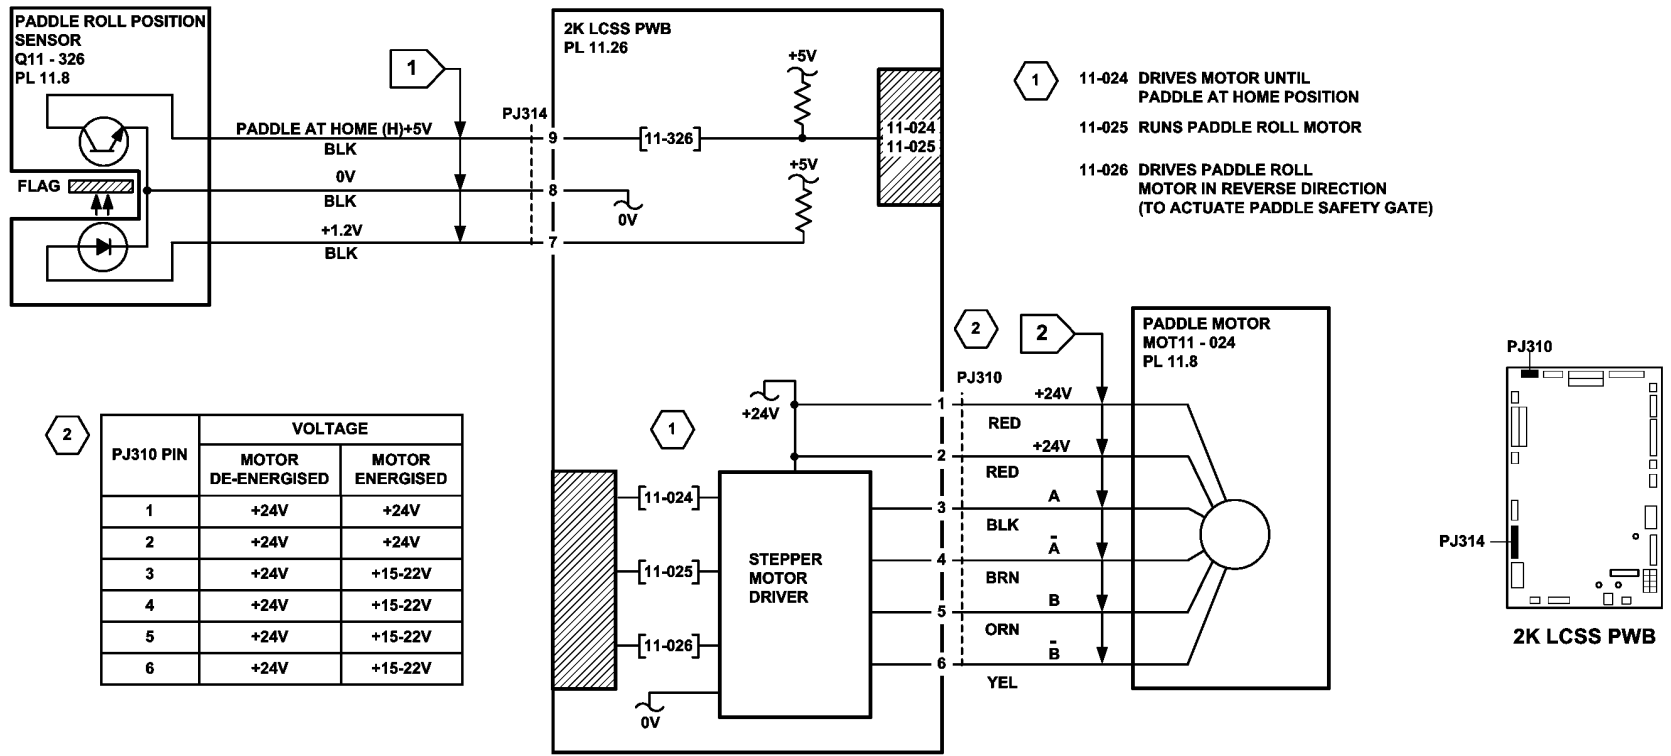 PADDLE ROLL POSITION
SENSOR
Q11 - 326
PL 11.8
FLAG
1
PADDLE AT HOME (H)+5V
BLK
0V
BLK
+1.2V
BLK
PJ314
9
8
7
2K LCSS PWB
PL 11.26
+5V
[11-326]
+5V
0V
11-024
11-025
1
11-024 DRIVES MOTOR UNTIL
PADDLE AT HOME POSITION
11-025 RUNS PADDLE ROLL MOTOR
11-026 DRIVES PADDLE ROLL
MOTOR IN REVERSE DIRECTION
(TO ACTUATE PADDLE SAFETY GATE)
2
PJ310 PIN
VOLTAGE
MOTOR
DE-ENERGISED
MOTOR
ENERGISED
1 +24V +24V
2 +24V +24V
3 +24V +15-22V
4 +24V +15-22V
5 +24V +15-22V
6 +24V +15-22V
1
+24V
[11-024]
[11-025]
[11-026]
0V
STEPPER
MOTOR
DRIVER
2
2
PJ310
1
+24V
RED
2
+24V
RED
3
A
BLK
4
A̅
BRN
5
B
ORN
6
B̅
YEL
PADDLE MOTOR
MOT11 - 024
PL 11.8
PJ310
PJ314
2K LCSS PWB